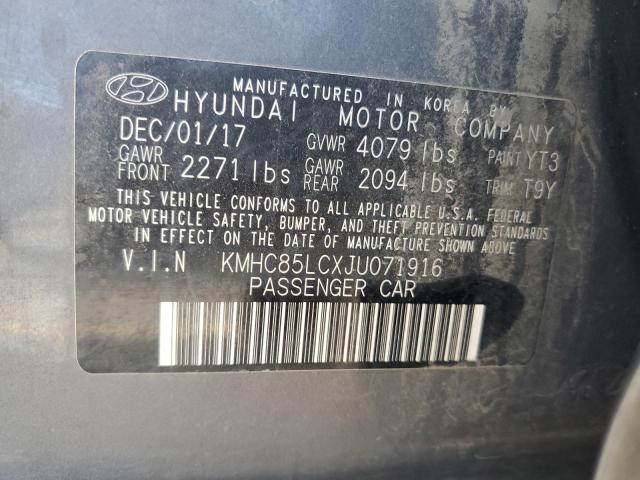 MANUFACTURED IN KOREA BY
HYUNDAI MOTOR COMPANY
DEC/01/17 GVWR 4079 lbs PAINT YT3
GAWR FRONT 2271 lbs GAWR REAR 2094 lbs TRIM T9Y
THIS VEHICLE CONFORMS TO ALL APPLICABLE U.S.A. FEDERAL
MOTOR VEHICLE SAFETY, BUMPER, AND THEFT PREVENTION STANDARDS
IN EFFECT ON THE DATE OF MANUFACTURE SHOWN ABOVE.
V.I.N KMHC85LCXJU071916
PASSENGER CAR